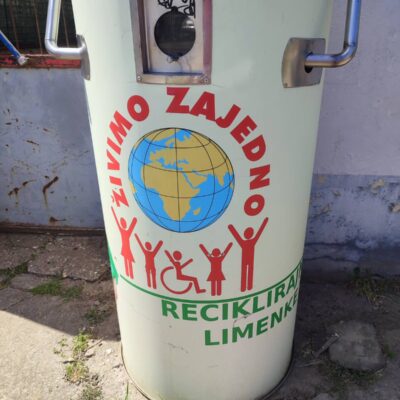 ŽIVIMO ZAJEDNO
RECIKLIRAJ
LIMENKE